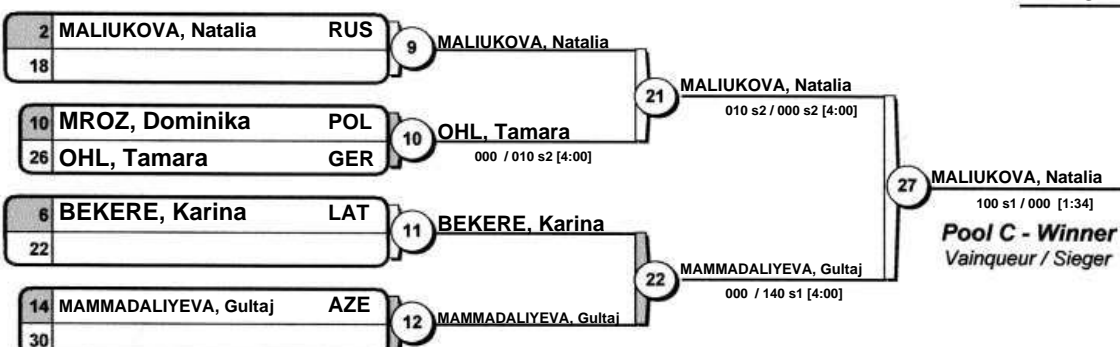 2 MALIUKOVA, Natalia RUS
18
9
MALIUKOVA, Natalia
10 MROZ, Dominika POL
26 OHL, Tamara GER
10
OHL, Tamara
000 / 010 s2 [4:00]
21
MALIUKOVA, Natalia
010 s2 / 000 s2 [4:00]
6 BEKERE, Karina LAT
22
11
BEKERE, Karina
14 MAMMADALIYEVA, Gultaj AZE
30
12
MAMMADALIYEVA, Gultaj
22
MAMMADALIYEVA, Gultaj
000 / 140 s1 [4:00]
27
MALIUKOVA, Natalia
100 s1 / 000 [1:34]
Pool C - Winner
Vainqueur / Sieger